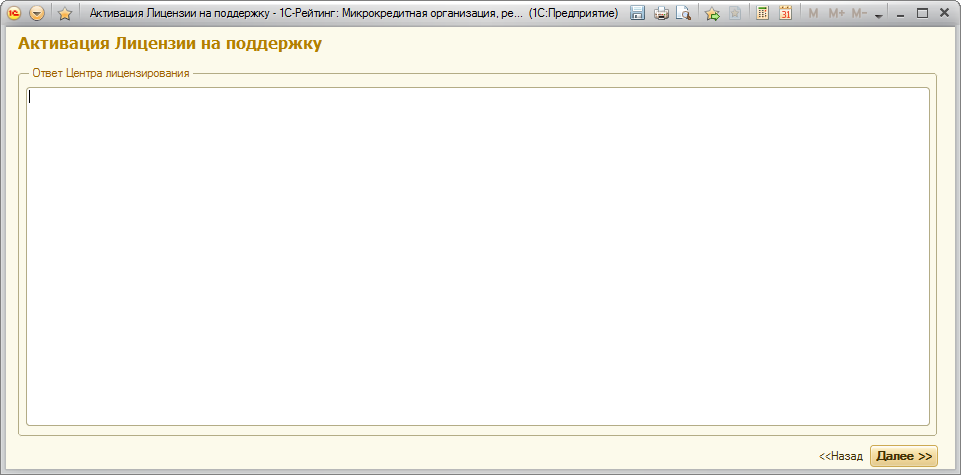 Активация Лицензии на поддержку - 1С-Рейтинг: Микрокредитная организация, ре... (1С:Предприятие)
31 M M+ M-
Активация Лицензии на поддержку
Ответ Центра лицензирования
<<Назад Далее >>